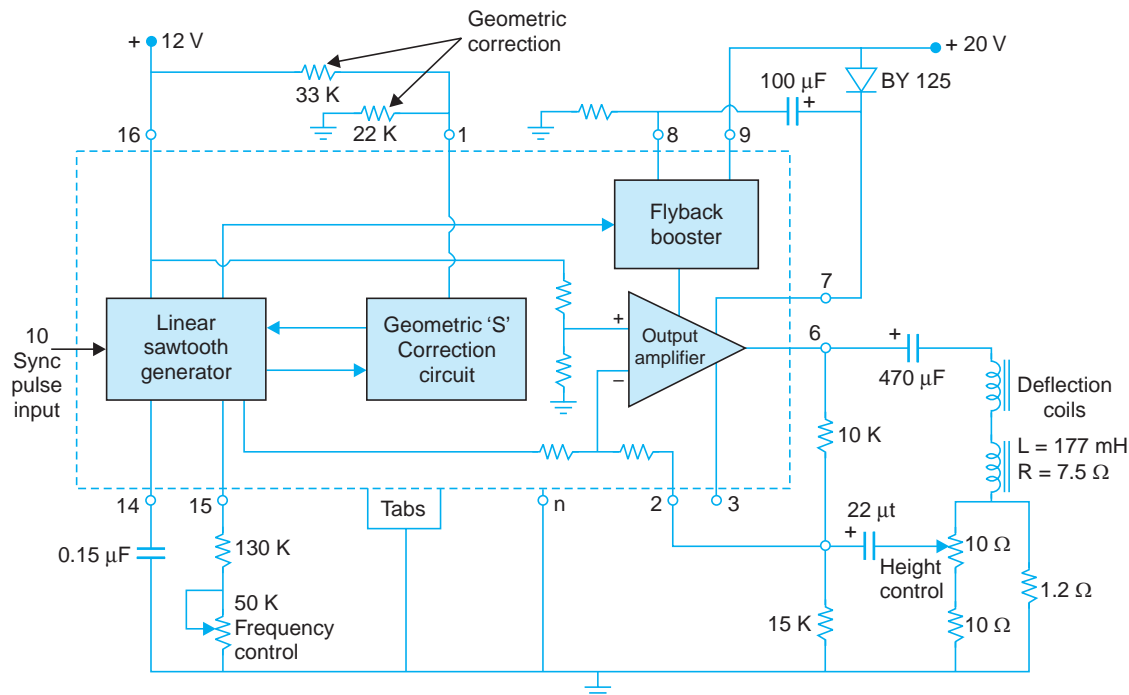 Geometric
correction
+ 12 V
+ 20 V
33 K
100 μF
+
BY 125
22 K
16
1
8
9
Flyback
booster
7
10
Sync
pulse
input
Linear
sawtooth
generator
Geometric 'S'
Correction
circuit
+
Output
amplifier
–
6
+
470 μF
Deflection
coils
10 K
L = 177 mH
R = 7.5 Ω
14
15
Tabs
n
2
3
22 μt
+
0.15 μF
130 K
10 Ω
Height
control
1.2 Ω
50 K
Frequency
control
15 K
10 Ω